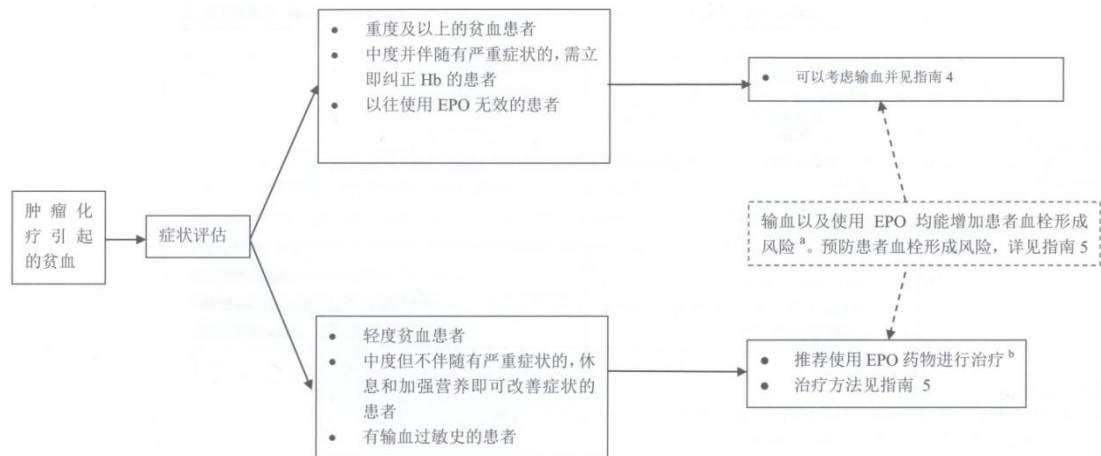 重度及以上的贫血患者
中度并伴随有严重症状的，需立
即纠正 Hb 的患者
以往使用 EPO 无效的患者
可以考虑输血并见指南 4
肿瘤化
疗引起
的贫血
症状评估
输血以及使用 EPO 均能增加患者血栓形成
风险 a。预防患者血栓形成风险，详见指南 5
轻度贫血患者
中度但不伴随有严重症状的，休
息和加强营养即可改善症状的
患者
有输血过敏史的患者
推荐使用 EPO 药物进行治疗 b
治疗方法见指南 5